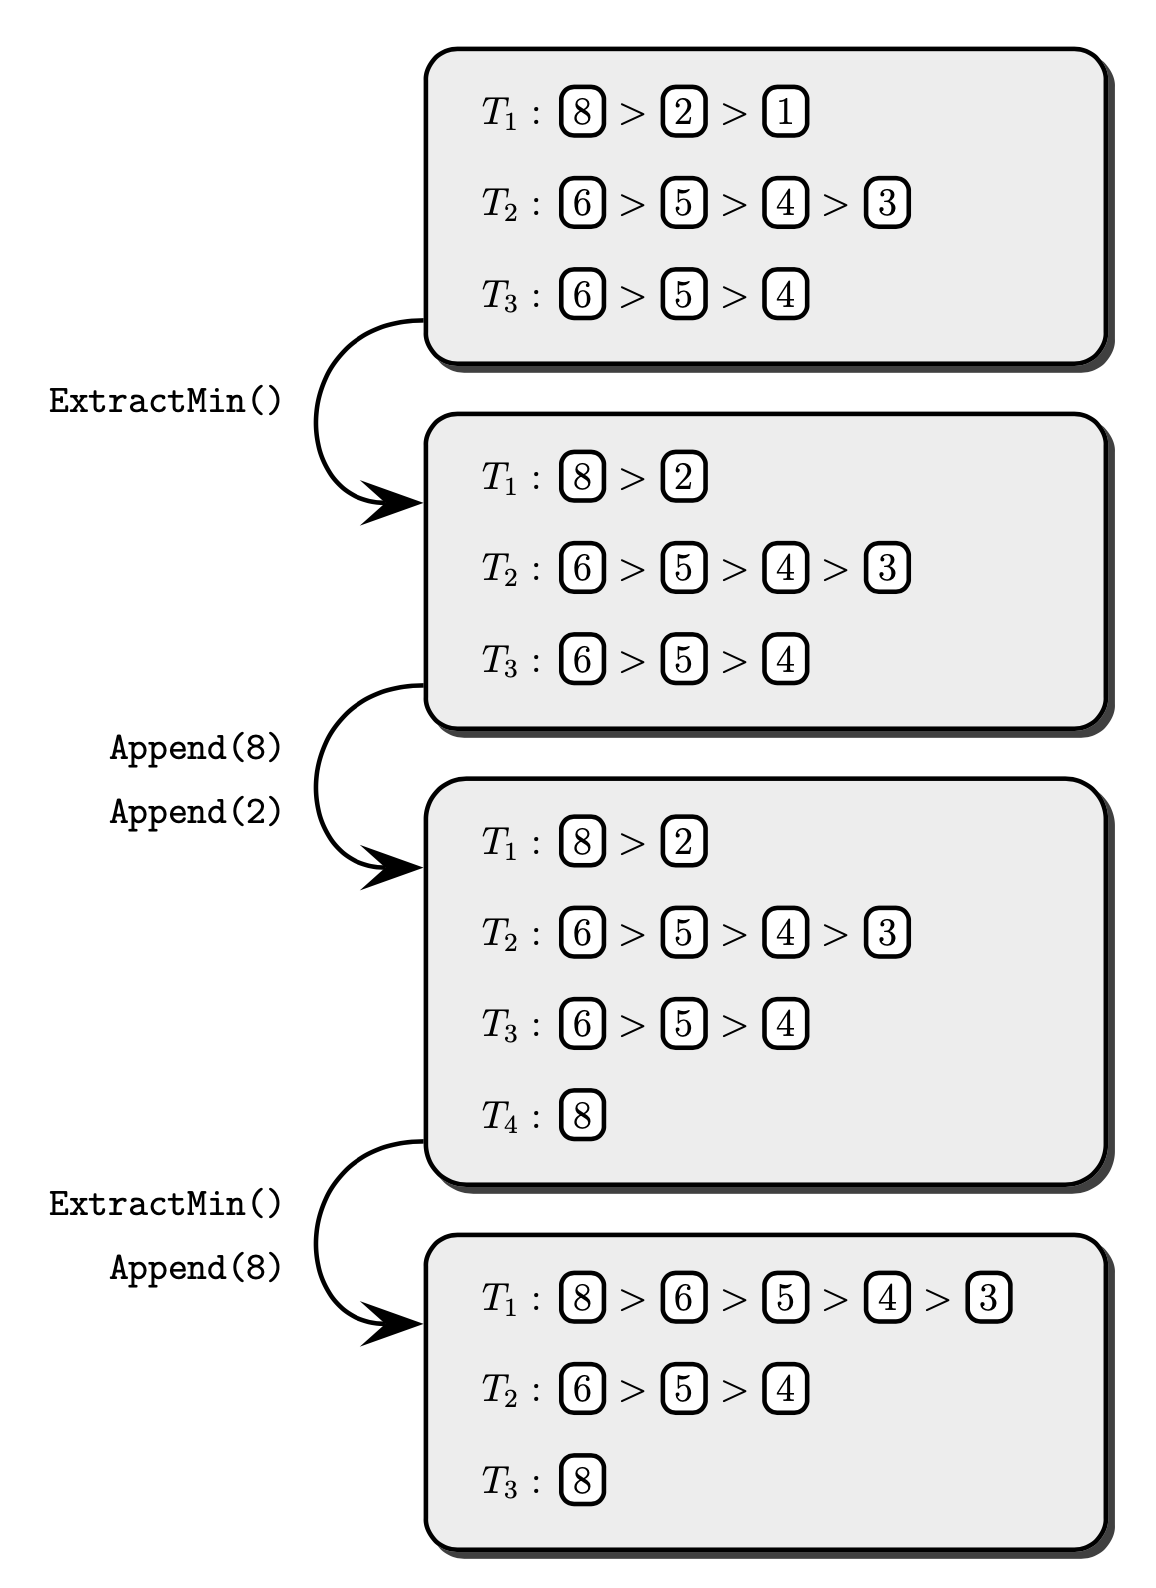 T₁ : 8 > 2 > 1
T₂ : 6 > 5 > 4 > 3
T₃ : 6 > 5 > 4
ExtractMin()
T₁ : 8 > 2
T₂ : 6 > 5 > 4 > 3
T₃ : 6 > 5 > 4
Append(8)
Append(2)
T₁ : 8 > 2
T₂ : 6 > 5 > 4 > 3
T₃ : 6 > 5 > 4
T₄ : 8
ExtractMin()
Append(8)
T₁ : 8 > 6 > 5 > 4 > 3
T₂ : 6 > 5 > 4
T₃ : 8